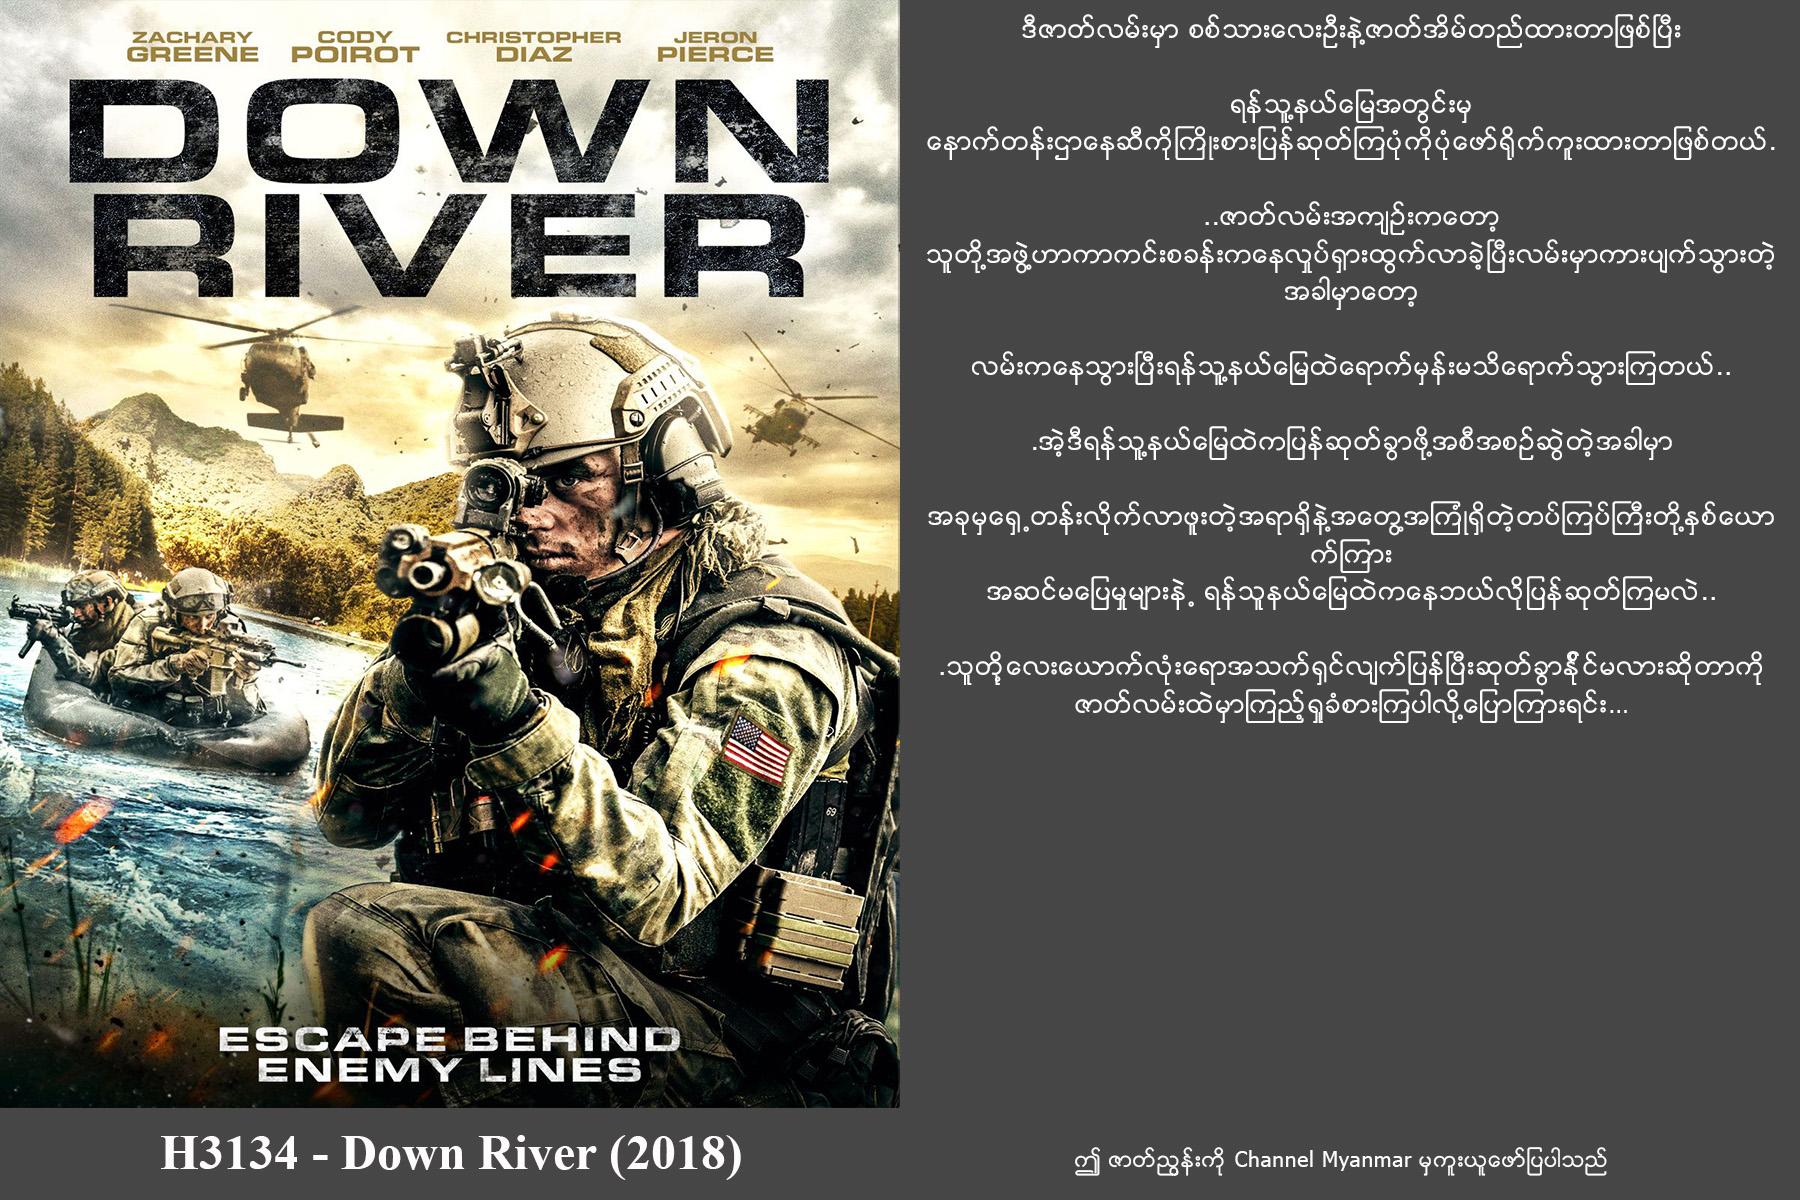 ZACHARY GREENE
CODY POIROT
CHRISTOPHER DIAZ
JERON PIERCE
DOWN
RIVER
69
ESCAPE BEHIND
ENEMY LINES
H3134 - Down River (2018)
ဒီဇာတ်လမ်းမှာ စစ်သားလေးဦးနဲ့ဇာတ်အိမ်တည်ထားတာဖြစ်ပြီး
ရန်သူ့နယ်မြေအတွင်းမှ
နောက်တန်းဌာနေဆီကိုကြိုးစားပြန်ဆုတ်ကြပုံကိုပုံဖော်ရိုက်ကူးထားတာဖြစ်တယ်.
..ဇာတ်လမ်းအကျဉ်းကတော့
သူတို့အဖွဲ့ဟာကာကင်းစခန်းကနေလှုပ်ရှားထွက်လာခဲ့ပြီးလမ်းမှာကားပျက်သွားတဲ့
အခါမှာတော့
လမ်းကနေသွားပြီးရန်သူ့နယ်မြေထဲရောက်မှန်းမသိရောက်သွားကြတယ်..
.အဲ့ဒီရန်သူ့နယ်မြေထဲကပြန်ဆုတ်ခွာဖို့အစီအစဉ်ဆွဲတဲ့အခါမှာ
အခုမှရှေ့တန်းလိုက်လာဖူးတဲ့အရာရှိနဲ့အတွေ့အကြုံရှိတဲ့တပ်ကြပ်ကြီးတို့နှစ်ယော
က်ကြား
အဆင်မပြေမှုများနဲ့ ရန်သူနယ်မြေထဲကနေဘယ်လိုပြန်ဆုတ်ကြမလဲ..
.သူတို့လေးယောက်လုံးရောအသက်ရှင်လျက်ပြန်ပြီးဆုတ်ခွာနိုင်မလားဆိုတာကို
ဇာတ်လမ်းထဲမှာကြည့်ရှုခံစားကြပါလို့ပြောကြားရင်း...
ဤ ဇာတ်ညွှန်းကို Channel Myanmar မှကူးယူဖော်ပြပါသည်